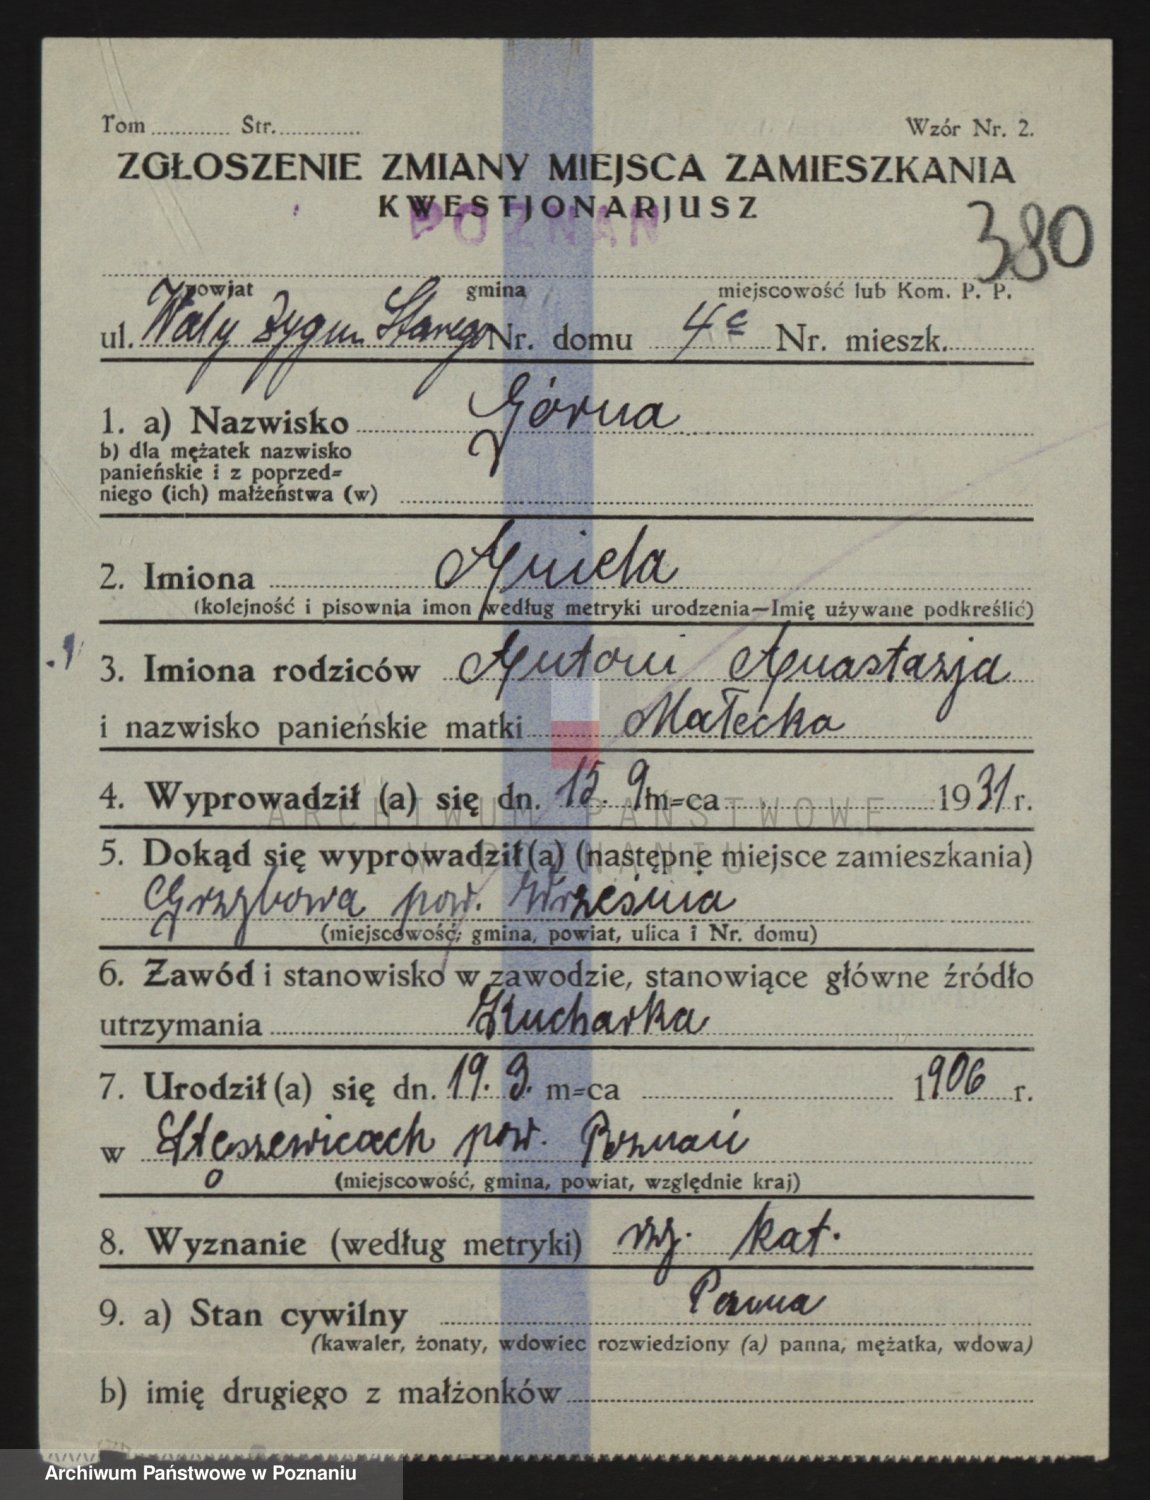 Tom ............ Str. ............ Wzór Nr. 2.
ZGŁOSZENIE ZMIANY MIEJSCA ZAMIESZKANIA
KWESTJONARJUSZ
POZNAN
380
powiat gmina miejscowość lub Kom. P. P.
ul. Wały Zygm Starego Nr. domu 4c Nr. mieszk.
1. a) Nazwisko Górna
b) dla mężatek nazwisko
panieńskie i z poprzed=
niego (ich) małżeństwa (w)
2. Imiona Aniela
(kolejność i pisownia imon według metryki urodzenia—Imię używane podkreślić)
3. Imiona rodziców Antoni Anastazja
i nazwisko panieńskie matki Małecka
4. Wyprowadził (a) się dn. 15. 9 m=ca 1931 r.
ARCHIWUM PAŃSTWOWE
W POZNANIU
5. Dokąd się wyprowadził (a) (następne miejsce zamieszkania)
Grzybowa pow. Września
(miejscowość, gmina, powiat, ulica i Nr. domu)
6. Zawód i stanowisko w zawodzie, stanowiące główne źródło
utrzymania Kucharka
7. Urodził (a) się dn. 19. 3. m=ca 1906 r.
w Stęszewicach pow. Poznań
(miejscowość, gmina, powiat, względnie kraj)
8. Wyznanie (według metryki) rzy. kat.
9. a) Stan cywilny Panna
(kawaler, żonaty, wdowiec rozwiedziony (a) panna, mężatka, wdowa)
b) imię drugiego z małżonków
Archiwum Państwowe w Poznaniu